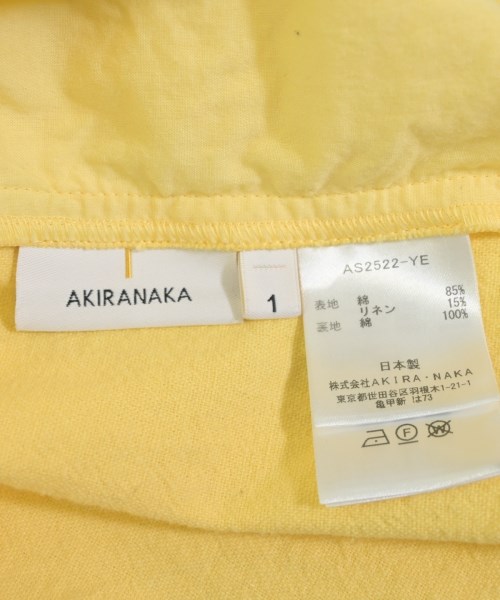 AKIRANAKA
1
AS2522-YE
表地 綿 85%
リネン 15%
裏地 綿 100%
日本製
株式会社AKIRA・NAKA
東京都世田谷区羽根木1-21-1
亀甲新 は73
F
W